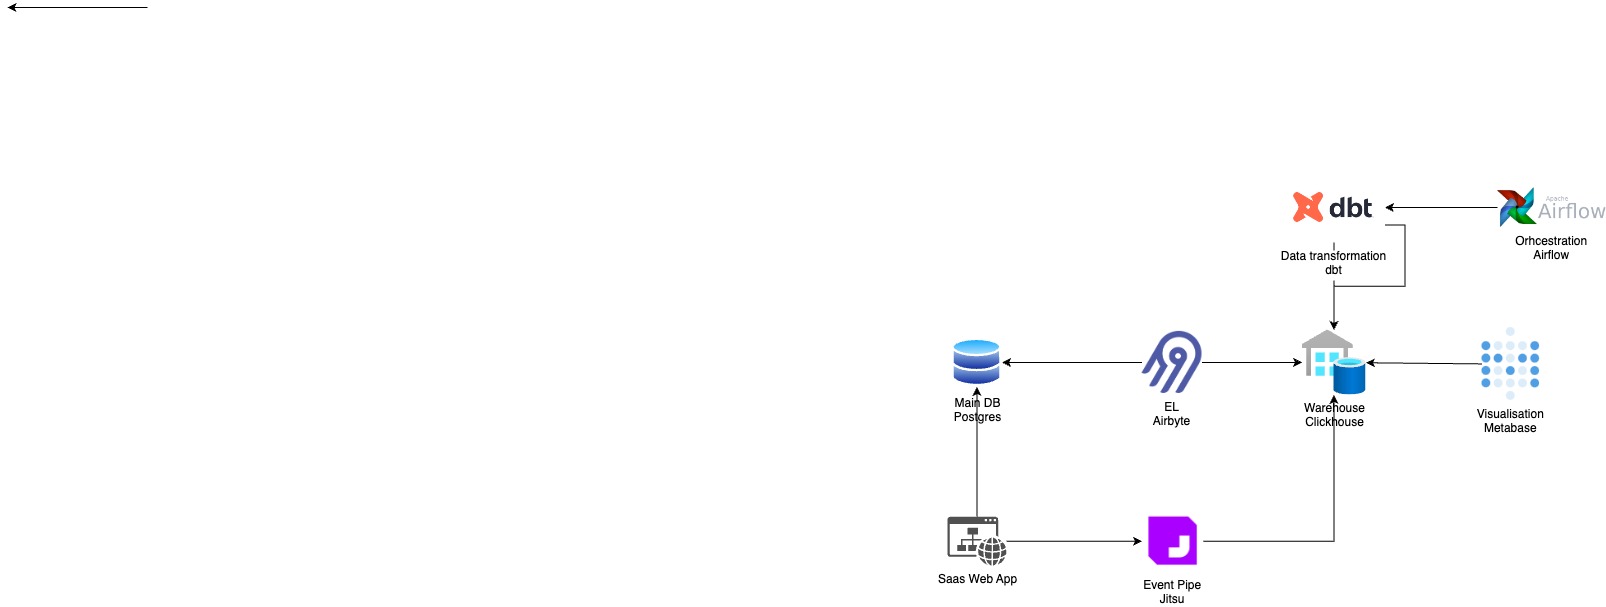 dbt
Apache
Airflow
Orhcestration
Airflow
Data transformation
dbt
Main DB
Postgres
EL
Airbyte
Warehouse
Clickhouse
Visualisation
Metabase
Saas Web App
Event Pipe
Jitsu